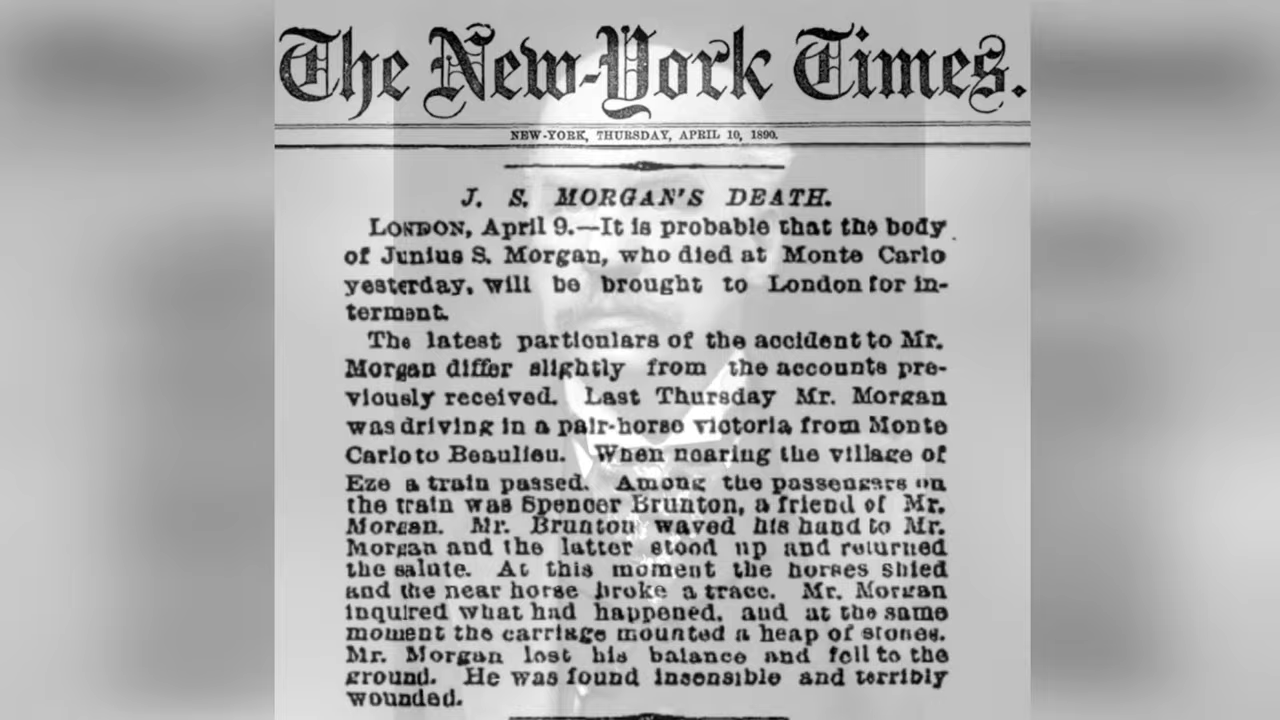 The New-York Times.
NEW-YORK, THURSDAY, APRIL 10, 1890.
J. S. MORGAN'S DEATH.
LONDON, April 9.—It is probable that the body
of Junius S. Morgan, who died at Monte Carlo
yesterday, will be brought to London for in-
terment.
The latest particulars of the accident to Mr.
Morgan differ slightly from the accounts pre-
viously received. Last Thursday Mr. Morgan
was driving in a pair-horse victoria from Monte
Carlo to Beaulieu. When nearing the village of
Eze a train passed. Among the passengers on
the train was Spencer Brunton, a friend of Mr.
Morgan. Mr. Brunton waved his hand to Mr.
Morgan and the latter stood up and returned
the salute. At this moment the horses shied
and the near horse broke a trace. Mr. Morgan
inquired what had happened, and at the same
moment the carriage mounted a heap of stones.
Mr. Morgan lost his balance and fell to the
ground. He was found insensible and terribly
wounded.